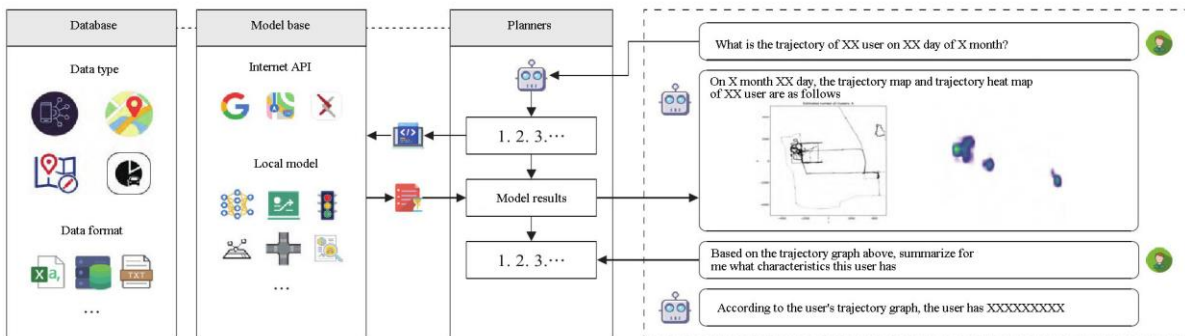 Database
Model base
Planners
Data type
Internet API
Local model
Data format
Xa,
TXT
...
...
</>
1. 2. 3.…
Model results
1. 2. 3.…
What is the trajectory of XX user on XX day of X month?
On X month XX day, the trajectory map and trajectory heat map
of XX user are as follows
Based on the trajectory graph above, summarize for
me what characteristics this user has
According to the user's trajectory graph, the user has XXXXXXXXX